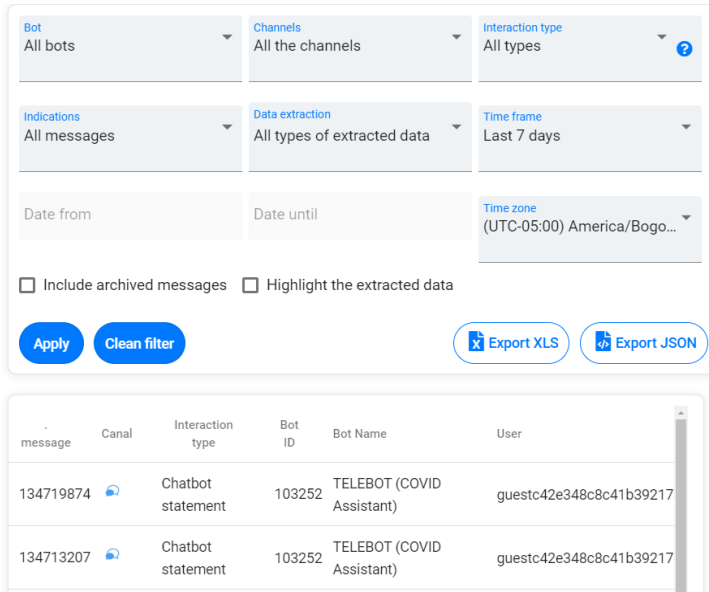 Bot
All bots
Channels
All the channels
Interaction type
All types
?
Indications
All messages
Data extraction
All types of extracted data
Time frame
Last 7 days
Date from
Date until
Time zone
(UTC-05:00) America/Bogo...
Include archived messages
Highlight the extracted data
Apply
Clean filter
X Export XLS
</> Export JSON
. message
Canal
Interaction type
Bot ID
Bot Name
User
134719874
Chatbot statement
103252
TELEBOT (COVID Assistant)
guestc42e348c8c41b39217
134713207
Chatbot statement
103252
TELEBOT (COVID Assistant)
guestc42e348c8c41b39217